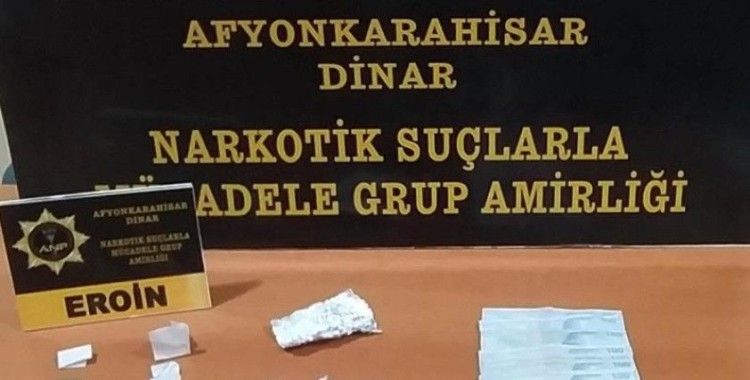 AFYONKARAHİSAR
DİNAR
NARKOTİK SUÇLARLA
MÜCADELE GRUP AMİRLİĞİ
AFYONKARAHİSAR
DİNAR
NARKOTİK SUÇLARLA
MÜCADELE GRUP
AMİRLİĞİ
EROİN